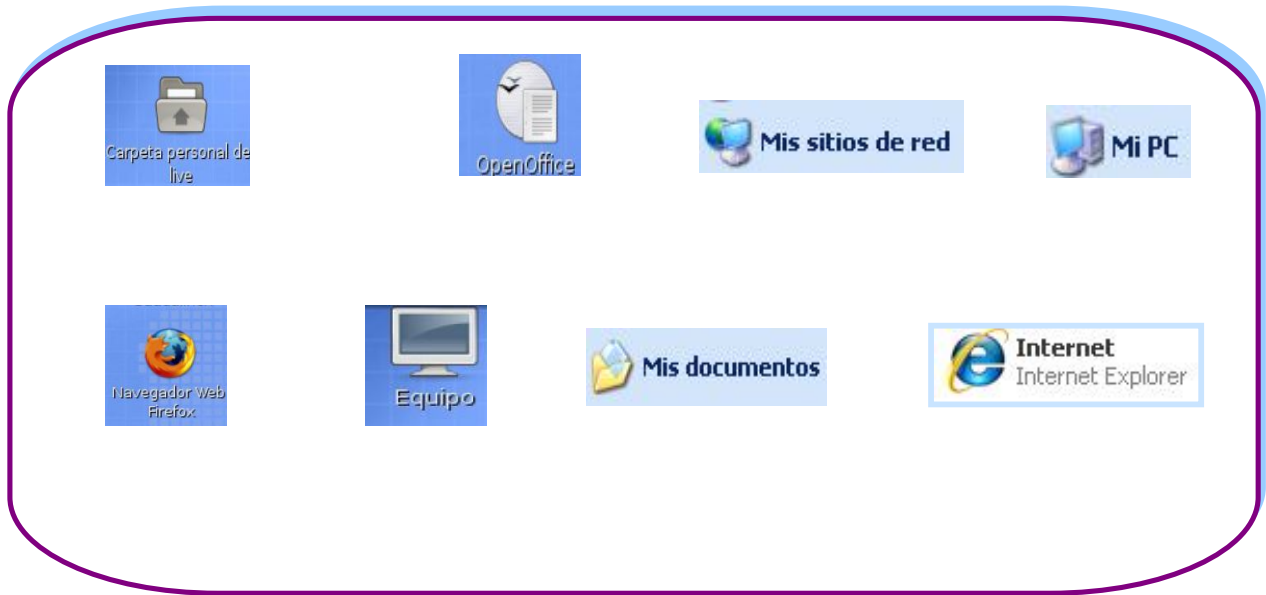 Carpeta personal de
live
OpenOffice
Mis sitios de red
Mi PC
Navegador Web
Firefox
Equipo
Mis documentos
Internet
Internet Explorer